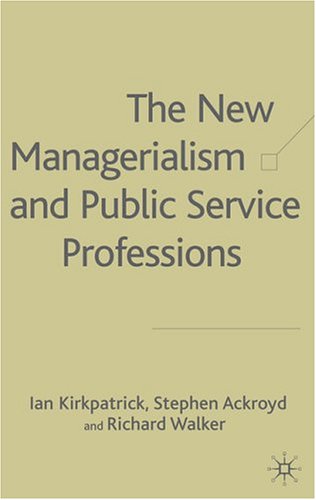 The New
Managerialism
and Public Service
Professions
Ian Kirkpatrick, Stephen Ackroyd
and Richard Walker